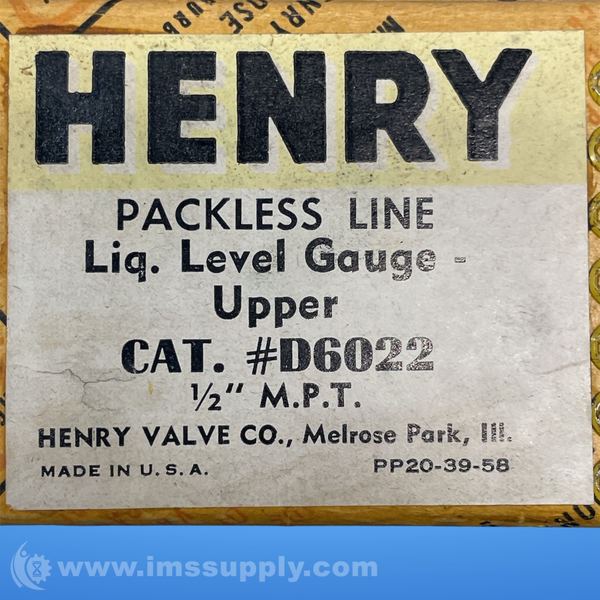 HENRY
PACKLESS LINE
Liq. Level Gauge -
Upper
CAT. #D6022
½" M.P.T.
HENRY VALVE CO., Melrose Park, Ill.
MADE IN U.S.A.
PP20-39-58
www.imssupply.com